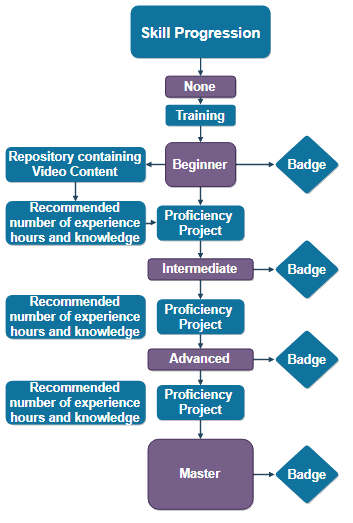 Skill Progression
None
Training
Repository containing
Video Content
Beginner
Badge
Recommended
number of experience
hours and knowledge
Proficiency
Project
Intermediate
Badge
Recommended
number of experience
hours and knowledge
Proficiency
Project
Advanced
Badge
Recommended
number of experience
hours and knowledge
Proficiency
Project
Master
Badge